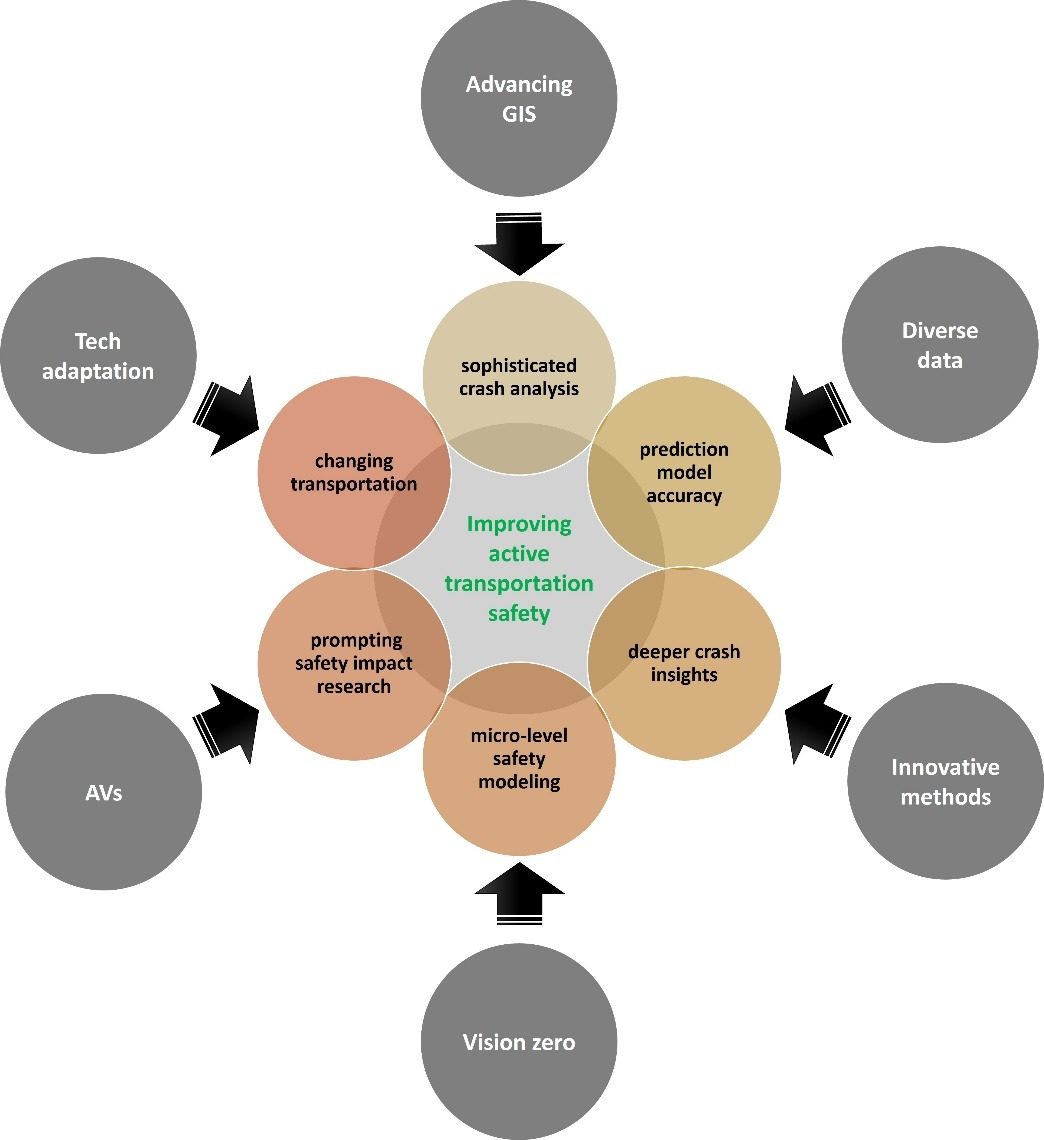 Advancing
GIS
Tech
adaptation
Diverse
data
sophisticated
crash analysis
changing
transportation
prediction
model
accuracy
Improving
active
transportation
safety
prompting
safety impact
research
deeper crash
insights
micro-level
safety
modeling
AVs
Innovative
methods
Vision zero